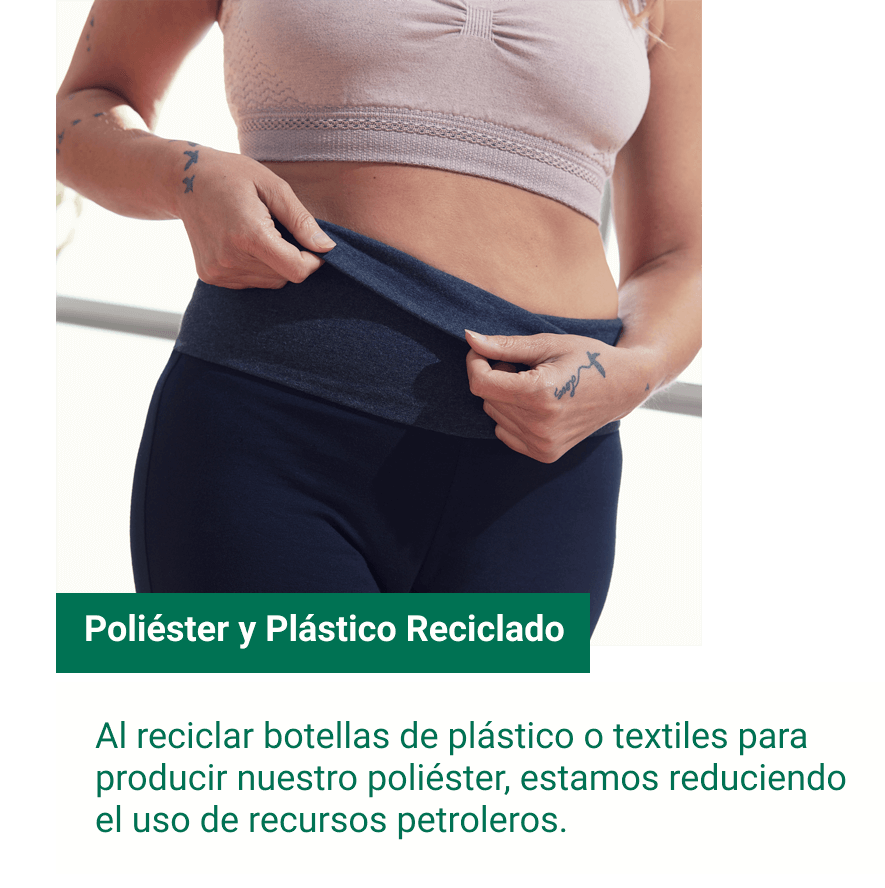 Poliéster y Plástico Reciclado
Al reciclar botellas de plástico o textiles para
producir nuestro poliéster, estamos reduciendo
el uso de recursos petroleros.